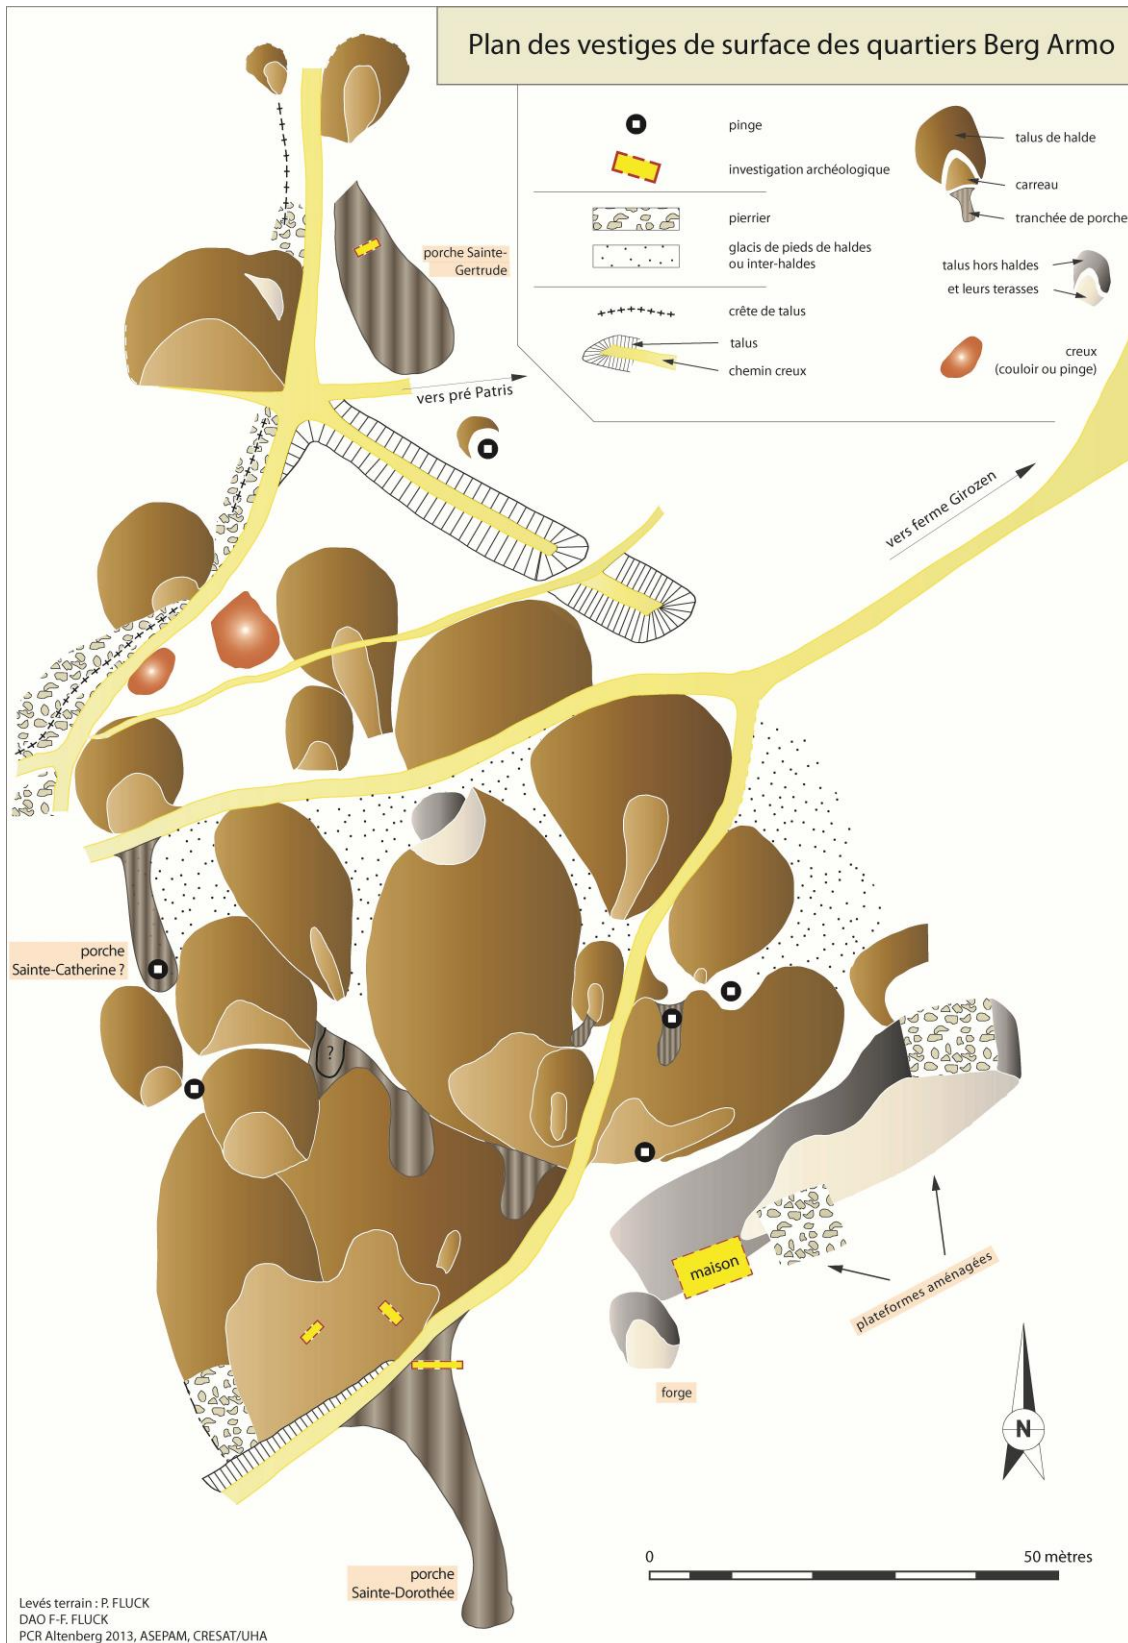 Plan des vestiges de surface des quartiers Berg Armo
pinge
investigation archéologique
pierrier
glacis de pieds de haldes
ou inter-haldes
crête de talus
talus
chemin creux
talus de halde
carreau
tranchée de porche
talus hors haldes
et leurs terasses
creux
(couloir ou pinge)
porche Sainte-
Gertrude
vers pré Patris
vers ferme Girozen
porche
Sainte-Catherine ?
?
maison
plateformes aménagées
forge
N
porche
Sainte-Dorothée
0
50 mètres
Levés terrain : P. FLUCK
DAO F-F. FLUCK
PCR Altenberg 2013, ASEPAM, CRESAT/UHA